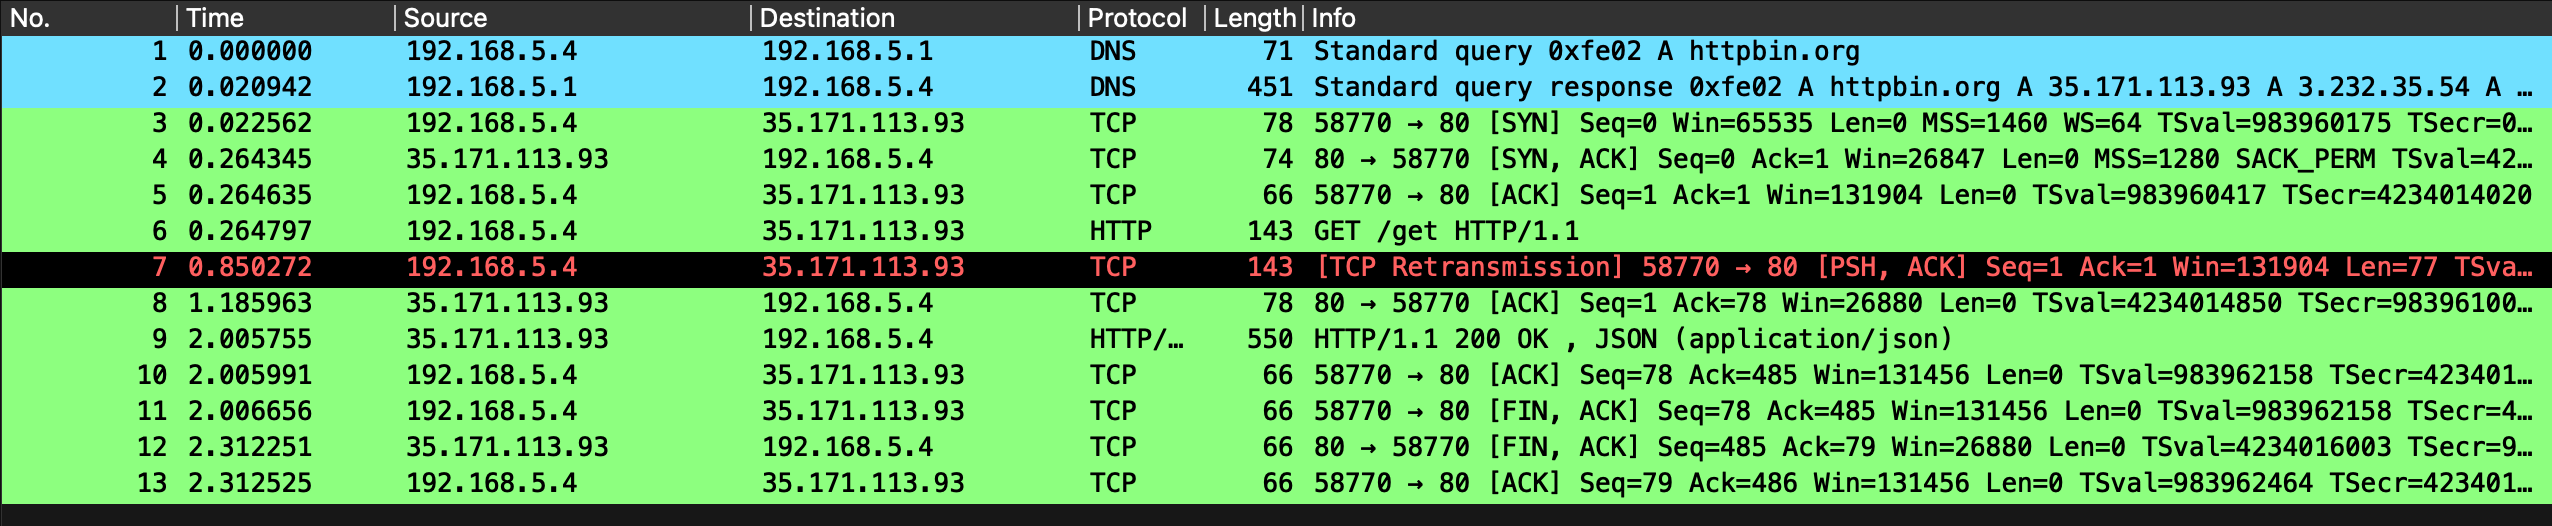 No. Time Source Destination Protocol Length Info
1 0.000000 192.168.5.4 192.168.5.1 DNS 71 Standard query 0xfe02 A httpbin.org
2 0.020942 192.168.5.1 192.168.5.4 DNS 451 Standard query response 0xfe02 A httpbin.org A 35.171.113.93 A 3.232.35.54 A …
3 0.022562 192.168.5.4 35.171.113.93 TCP 78 58770 → 80 [SYN] Seq=0 Win=65535 Len=0 MSS=1460 WS=64 TSval=983960175 TSecr=0…
4 0.264345 35.171.113.93 192.168.5.4 TCP 74 80 → 58770 [SYN, ACK] Seq=0 Ack=1 Win=26847 Len=0 MSS=1280 SACK_PERM TSval=42…
5 0.264635 192.168.5.4 35.171.113.93 TCP 66 58770 → 80 [ACK] Seq=1 Ack=1 Win=131904 Len=0 TSval=983960417 TSecr=4234014020
6 0.264797 192.168.5.4 35.171.113.93 HTTP 143 GET /get HTTP/1.1
7 0.850272 192.168.5.4 35.171.113.93 TCP 143 [TCP Retransmission] 58770 → 80 [PSH, ACK] Seq=1 Ack=1 Win=131904 Len=77 TSva…
8 1.185963 35.171.113.93 192.168.5.4 TCP 78 80 → 58770 [ACK] Seq=1 Ack=78 Win=26880 Len=0 TSval=4234014850 TSecr=98396100…
9 2.005755 35.171.113.93 192.168.5.4 HTTP/… 550 HTTP/1.1 200 OK , JSON (application/json)
10 2.005991 192.168.5.4 35.171.113.93 TCP 66 58770 → 80 [ACK] Seq=78 Ack=485 Win=131456 Len=0 TSval=983962158 TSecr=423401…
11 2.006656 192.168.5.4 35.171.113.93 TCP 66 58770 → 80 [FIN, ACK] Seq=78 Ack=485 Win=131456 Len=0 TSval=983962158 TSecr=4…
12 2.312251 35.171.113.93 192.168.5.4 TCP 66 80 → 58770 [FIN, ACK] Seq=485 Ack=79 Win=26880 Len=0 TSval=4234016003 TSecr=9…
13 2.312525 192.168.5.4 35.171.113.93 TCP 66 58770 → 80 [ACK] Seq=79 Ack=486 Win=131456 Len=0 TSval=983962464 TSecr=423401…